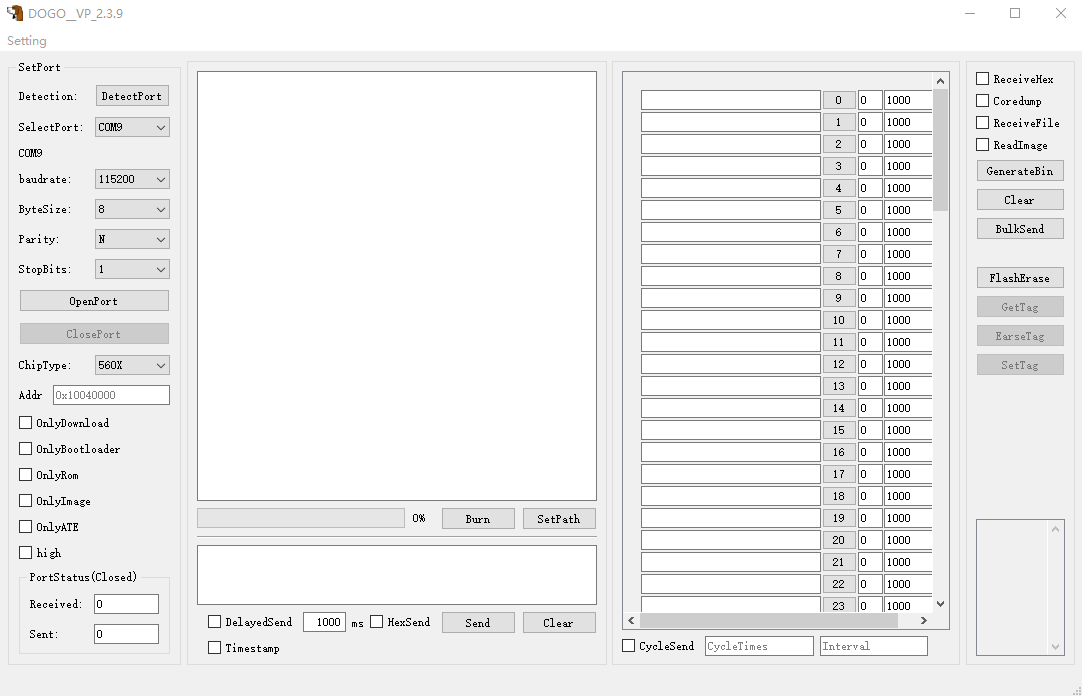 DOGO__VP_2.3.9
Setting
SetPort
Detection: DetectPort
SelectPort: COM9
COM9
baudrate: 115200
ByteSize: 8
Parity: N
StopBits: 1
OpenPort
ClosePort
ChipType: 560X
Addr 0x10040000
OnlyDownload
OnlyBootloader
OnlyRom
OnlyImage
OnlyATE
high
PortStatus(Closed)
Received: 0
Sent: 0
0% Burn SetPath
DelayedSend 1000 ms HexSend Send Clear
Timestamp
0 0 1000
1 0 1000
2 0 1000
3 0 1000
4 0 1000
5 0 1000
6 0 1000
7 0 1000
8 0 1000
9 0 1000
10 0 1000
11 0 1000
12 0 1000
13 0 1000
14 0 1000
15 0 1000
16 0 1000
17 0 1000
18 0 1000
19 0 1000
20 0 1000
21 0 1000
22 0 1000
23 0 1000
CycleSend CycleTimes Interval
ReceiveHex
Coredump
ReceiveFile
ReadImage
GenerateBin
Clear
BulkSend
FlashErase
GetTag
EarseTag
SetTag